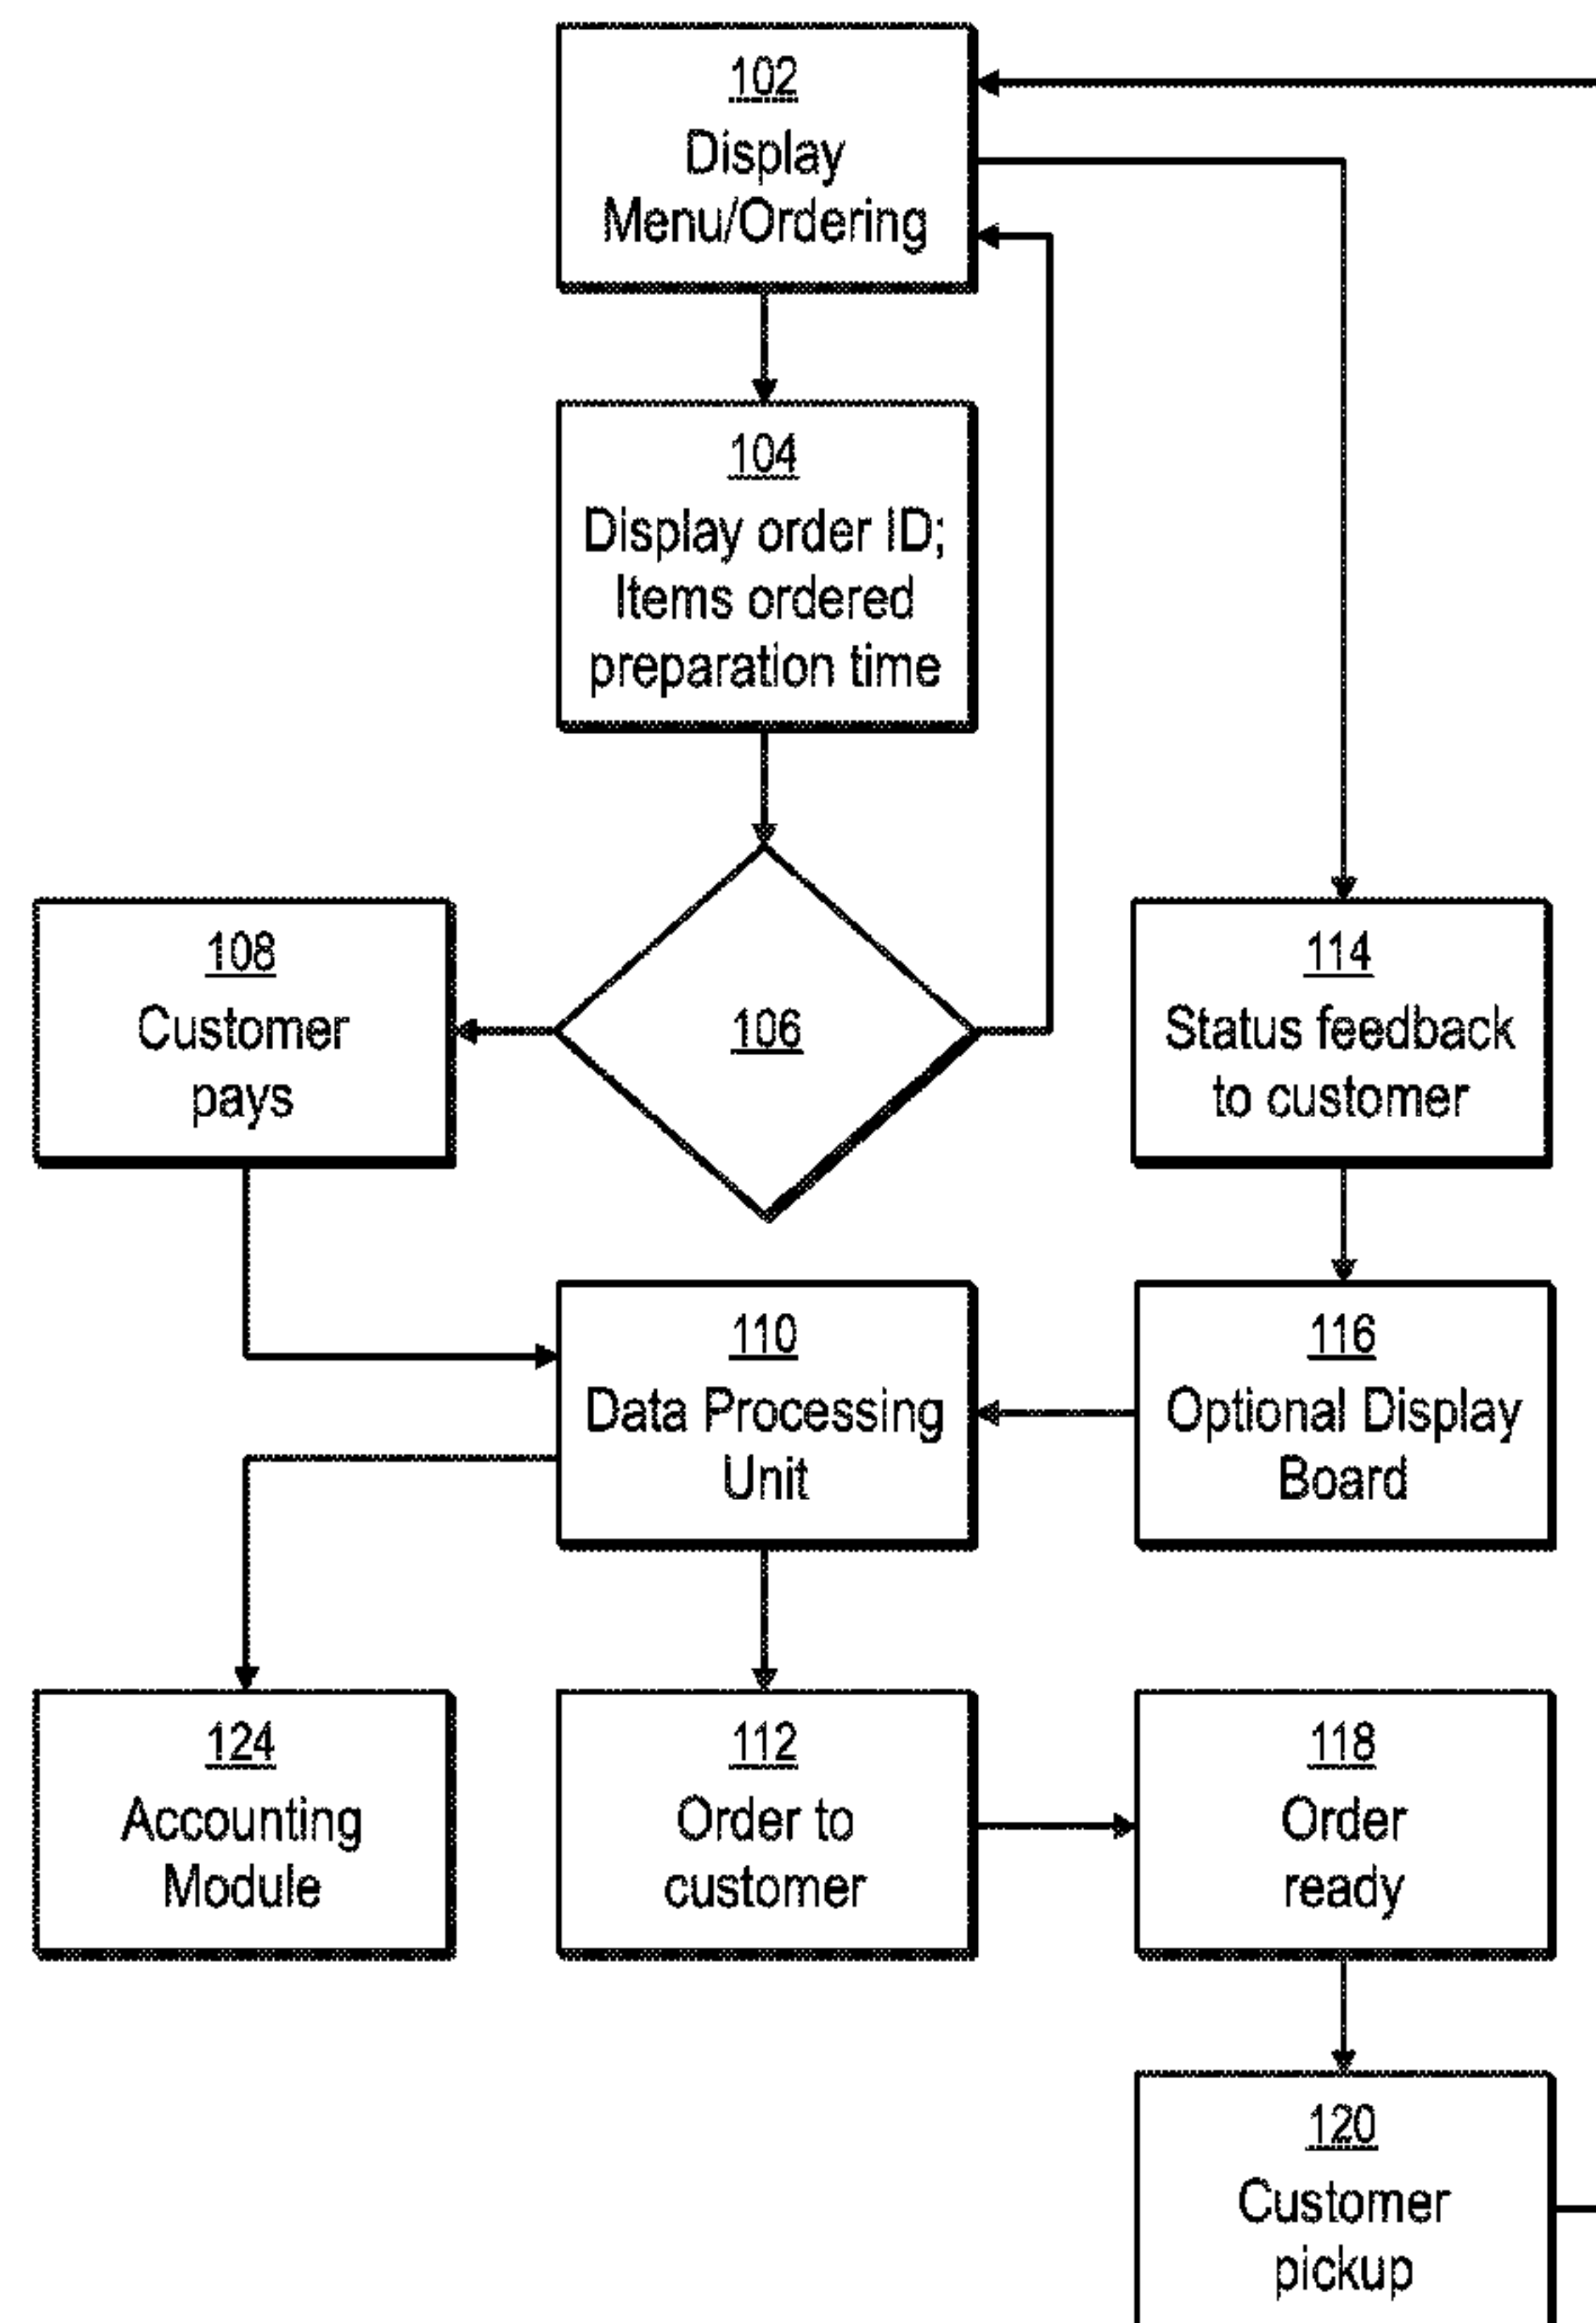 102
Display
Menu/Ordering
104
Display order ID;
Items ordered
preparation time
108
Customer
pays
106
114
Status feedback
to customer
110
Data Processing
Unit
116
Optional Display
Board
124
Accounting
Module
112
Order to
customer
118
Order
ready
120
Customer
pickup